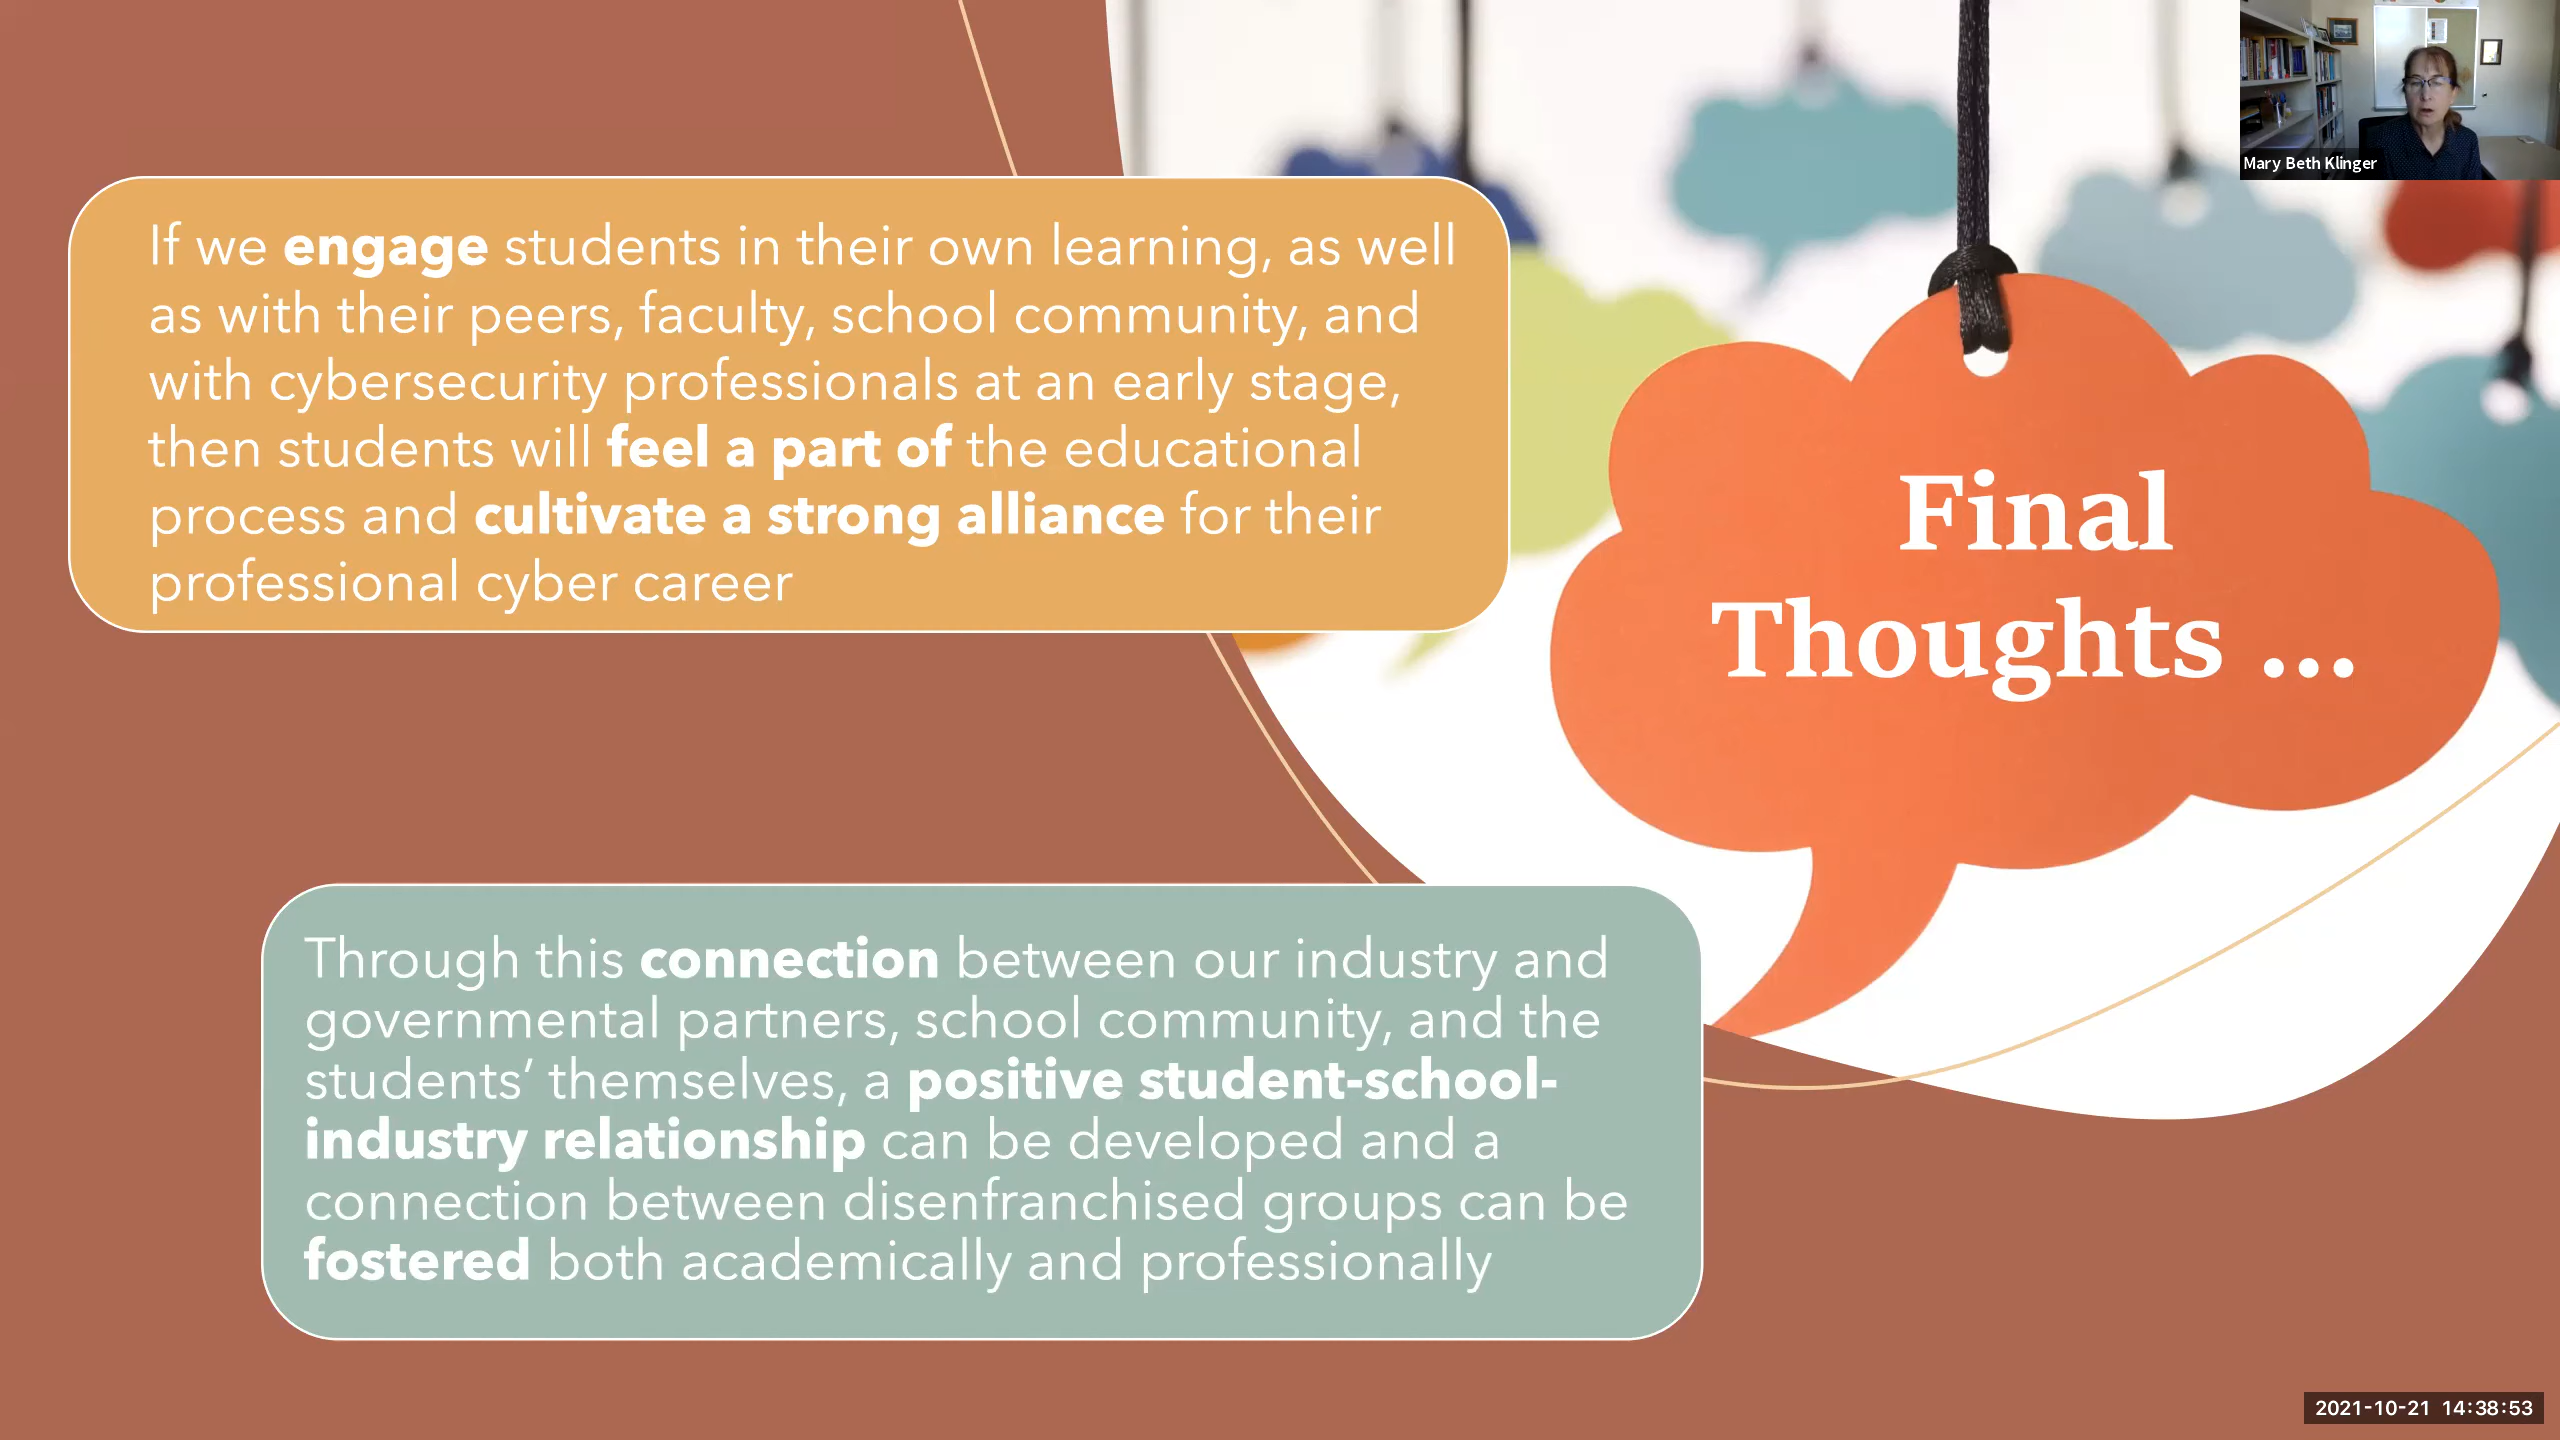 If we engage students in their own learning, as well
as with their peers, faculty, school community, and
with cybersecurity professionals at an early stage,
then students will feel a part of the educational
process and cultivate a strong alliance for their
professional cyber career
Final
Thoughts ...
Through this connection between our industry and
governmental partners, school community, and the
students’ themselves, a positive student-school-
industry relationship can be developed and a
connection between disenfranchised groups can be
fostered both academically and professionally
Mary Beth Klinger
2021-10-21 14:38:53